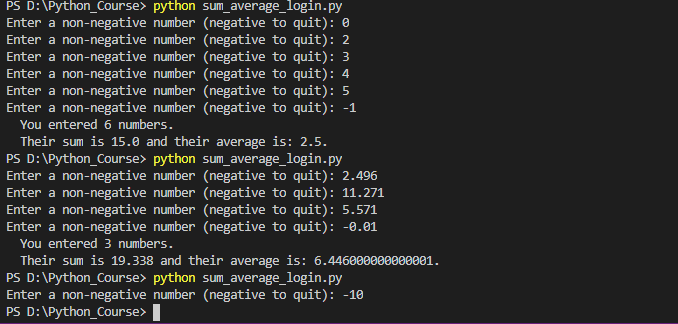 PS D:\Python_Course> python sum_average_login.py
Enter a non-negative number (negative to quit): 0
Enter a non-negative number (negative to quit): 2
Enter a non-negative number (negative to quit): 3
Enter a non-negative number (negative to quit): 4
Enter a non-negative number (negative to quit): 5
Enter a non-negative number (negative to quit): -1
  You entered 6 numbers.
  Their sum is 15.0 and their average is: 2.5.
PS D:\Python_Course> python sum_average_login.py
Enter a non-negative number (negative to quit): 2.496
Enter a non-negative number (negative to quit): 11.271
Enter a non-negative number (negative to quit): 5.571
Enter a non-negative number (negative to quit): -0.01
  You entered 3 numbers.
  Their sum is 19.338 and their average is: 6.446000000000001.
PS D:\Python_Course> python sum_average_login.py
Enter a non-negative number (negative to quit): -10
PS D:\Python_Course>